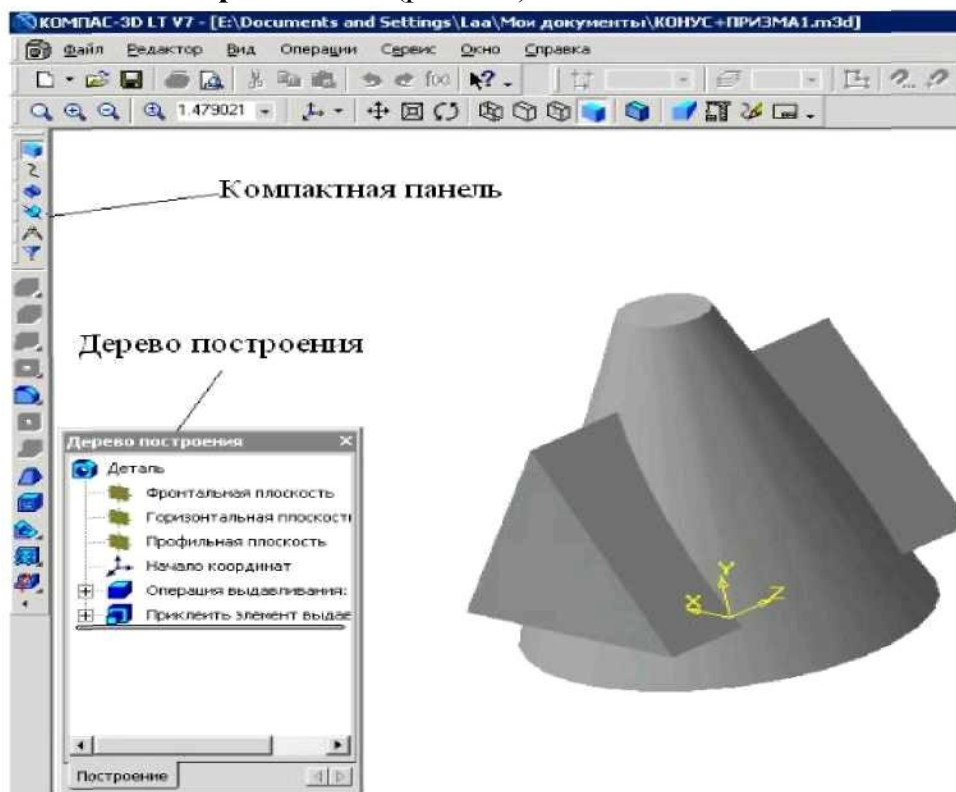 КОМПАС-3D LT V7 - [E:\Documents and Settings\Laa\Мои документы\КОНУС+ПРИЗМА1.m3d]
Файл Редактор Вид Операции Сервис Окно Справка
1.479021
Компактная панель
Дерево построения
Дерево построения
Деталь
Фронтальная плоскость
Горизонтальная плоскость
Профильная плоскость
Начало координат
Операция выдавливания:
Приклеить элемент выдае
Построение
X Y Z